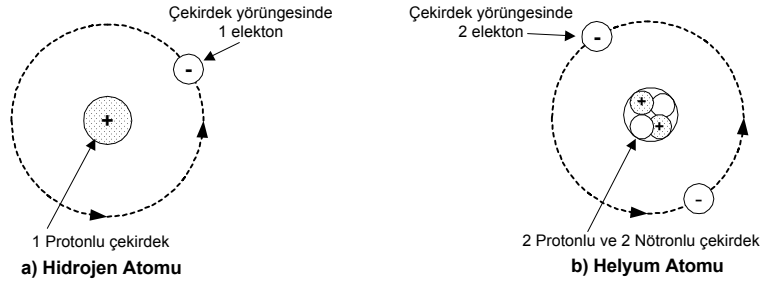 Çekirdek yörüngesinde
1 elekton
-
+
1 Protonlu çekirdek
a) Hidrojen Atomu
Çekirdek yörüngesinde
2 elekton
-
+
+
-
2 Protonlu ve 2 Nötronlu çekirdek
b) Helyum Atomu